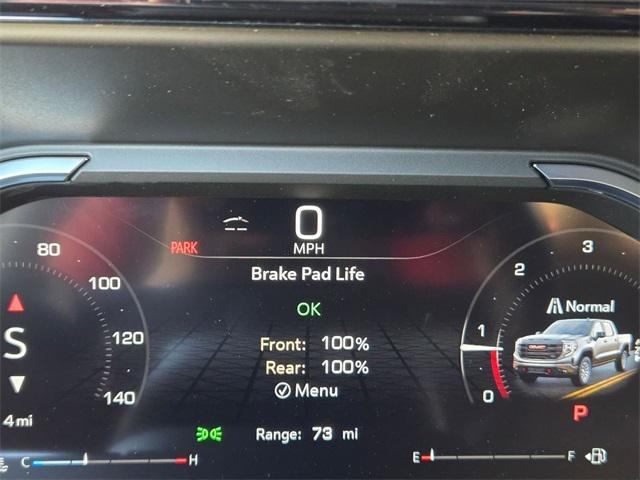 0
MPH
PARK
Brake Pad Life
OK
Front: 100%
Rear: 100%
Menu
Range: 73 mi
80
100
120
140
S
4 mi
C H
3
2
1
0
Normal
GMC
P
E F